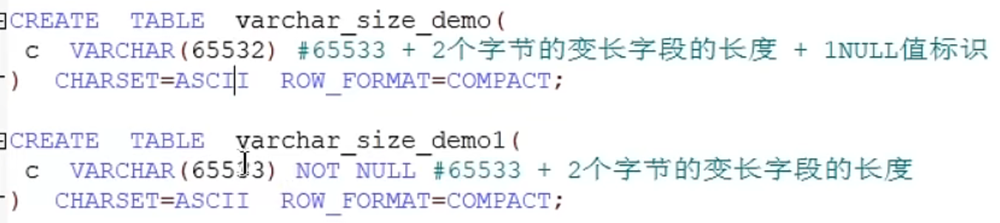 CREATE TABLE varchar_size_demo(
c VARCHAR(65532) #65533 + 2个字节的变长字段的长度 + 1NULL值标识
) CHARSET=ASCII ROW_FORMAT=COMPACT;
CREATE TABLE varchar_size_demo1(
c VARCHAR(65533) NOT NULL #65533 + 2个字节的变长字段的长度
) CHARSET=ASCII ROW_FORMAT=COMPACT;